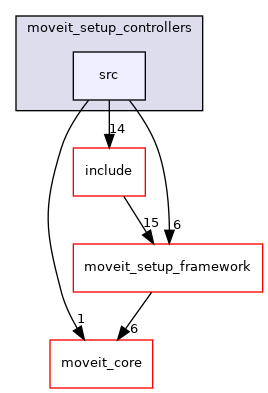 moveit_setup_controllers
src
14
include
15
6
moveit_setup_framework
1
6
moveit_core